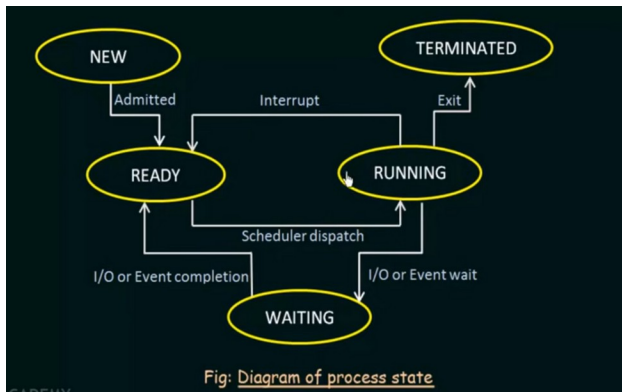 NEW
TERMINATED
Admitted
Interrupt
Exit
READY
RUNNING
Scheduler dispatch
I/O or Event completion
I/O or Event wait
WAITING
Fig: Diagram of process state